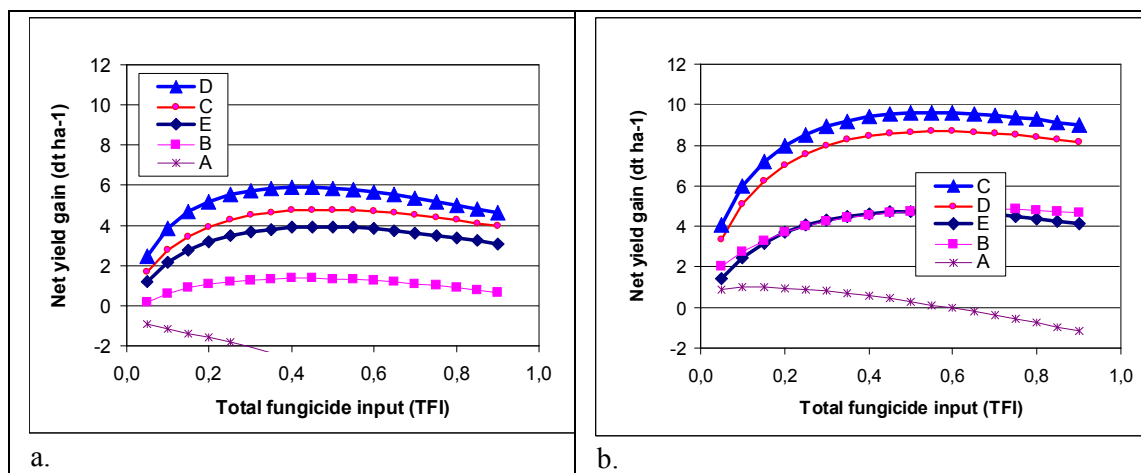 12
10
8
6
4
2
0
-2
Net yield gain (dt ha-1)
D
C
E
B
A
0,0 0,2 0,4 0,6 0,8 1,0
Total fungicide input (TFI)
a.
12
10
8
6
4
2
0
-2
Net yield gain (dt ha-1)
C
D
E
B
A
0,0 0,2 0,4 0,6 0,8 1,0
Total fungicide input (TFI)
b.